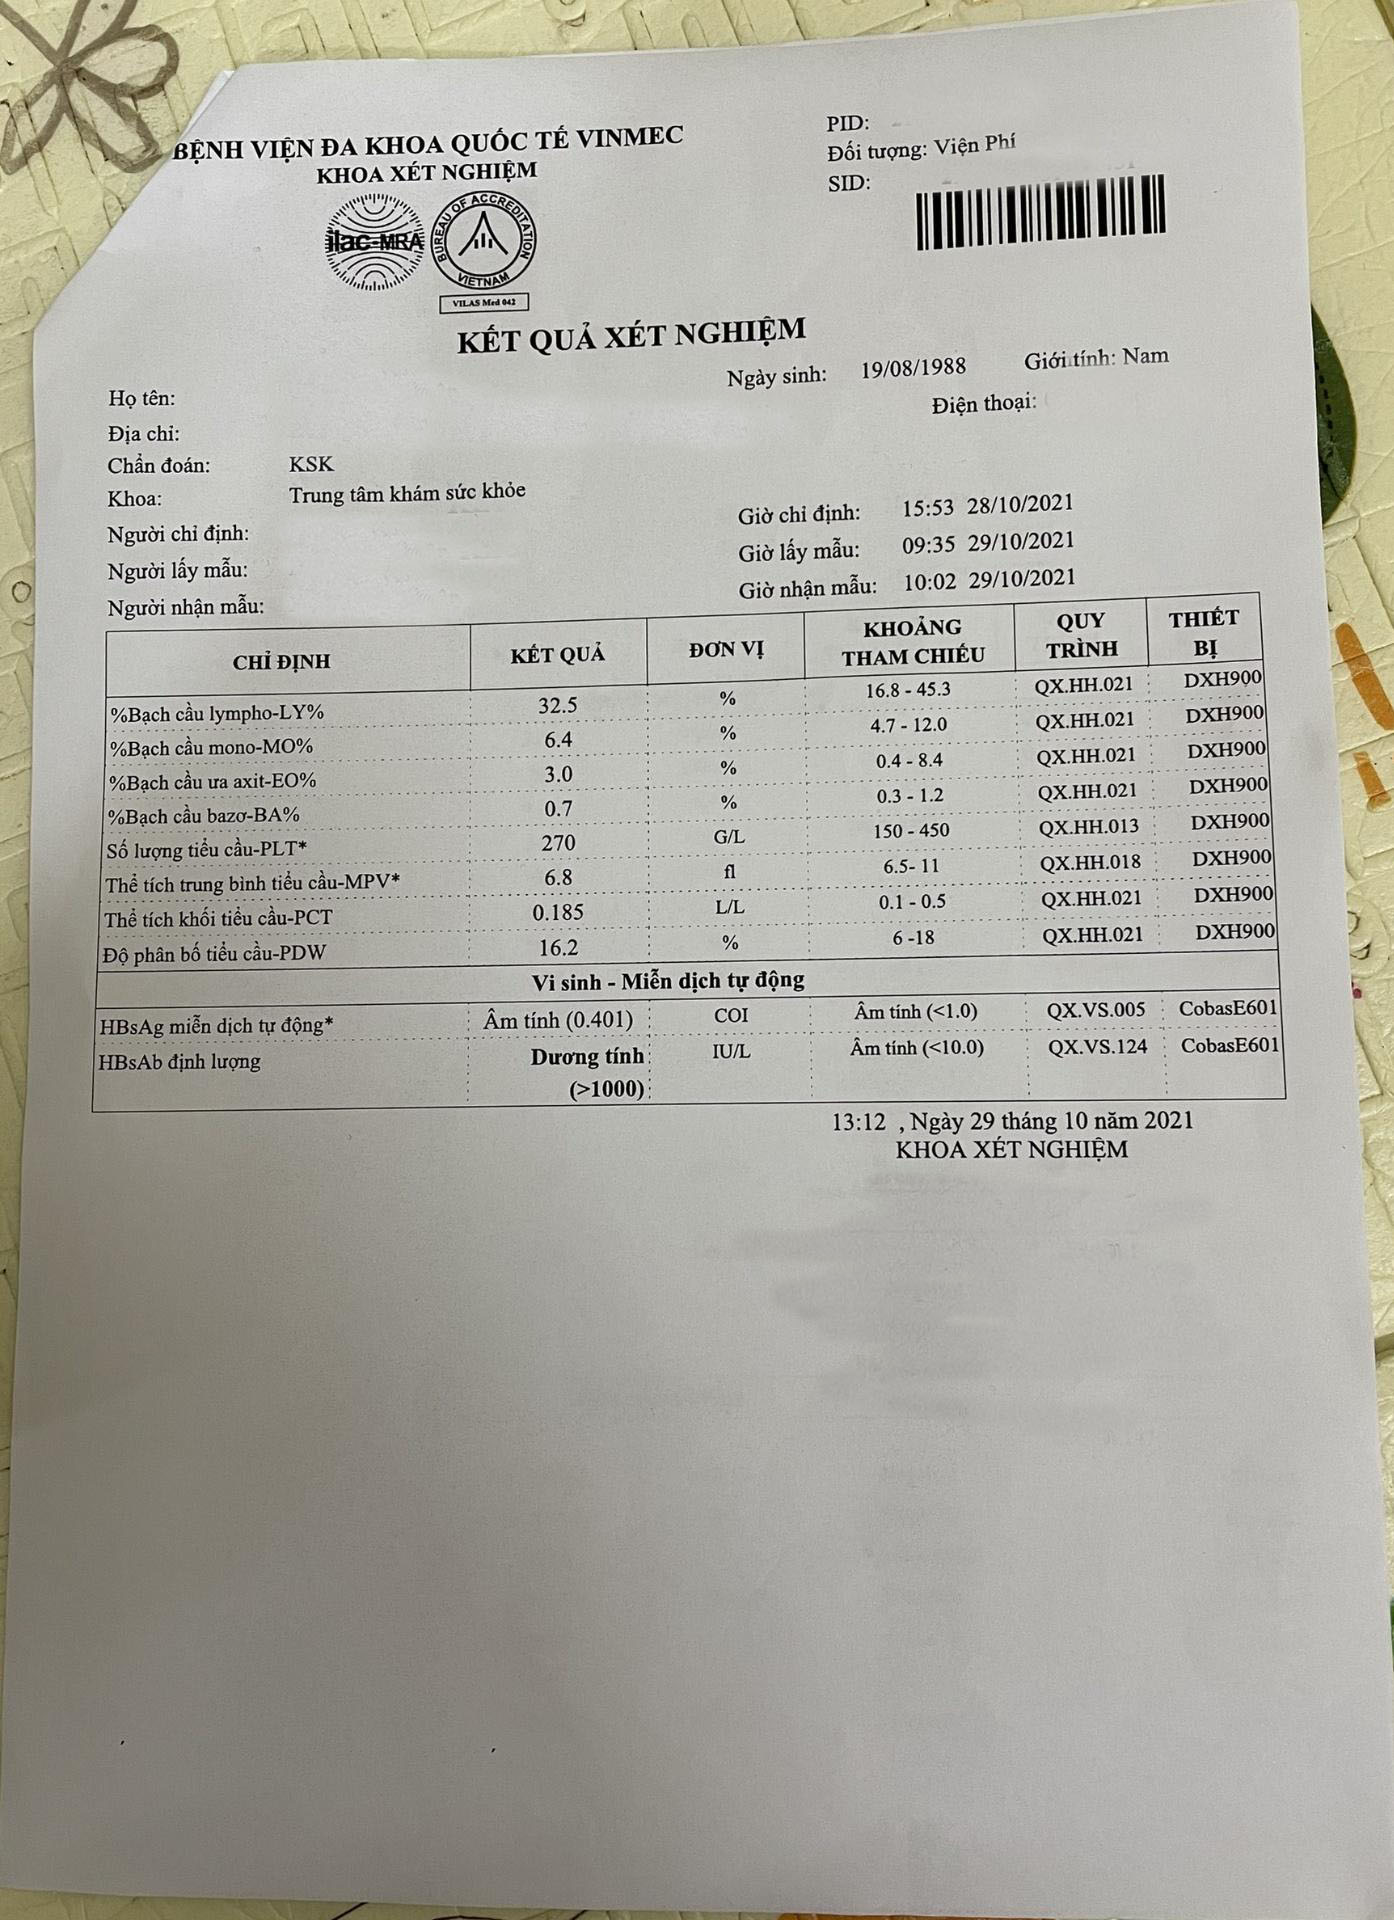 BỆNH VIỆN ĐA KHOA QUỐC TẾ VINMEC
KHOA XÉT NGHIỆM
ilac-MRA
BUREAU OF ACCREDITATION
VIETNAM
VILAS Med 042
PID:
Đối tượng: Viện Phí
SID:
KẾT QUẢ XÉT NGHIỆM
Họ tên:
Ngày sinh: 19/08/1988 Giới tính: Nam
Địa chỉ:
Điện thoại:
Chẩn đoán: KSK
Khoa: Trung tâm khám sức khỏe
Người chỉ định:
Giờ chỉ định: 15:53 28/10/2021
Người lấy mẫu:
Giờ lấy mẫu: 09:35 29/10/2021
Người nhận mẫu:
Giờ nhận mẫu: 10:02 29/10/2021
CHỈ ĐỊNH KẾT QUẢ ĐƠN VỊ KHOẢNG THAM CHIẾU QUY TRÌNH THIẾT BỊ
%Bạch cầu lympho-LY% 32.5 % 16.8 - 45.3 QX.HH.021 DXH900
%Bạch cầu mono-MO% 6.4 % 4.7 - 12.0 QX.HH.021 DXH900
%Bạch cầu ưa axit-EO% 3.0 % 0.4 - 8.4 QX.HH.021 DXH900
%Bạch cầu bazơ-BA% 0.7 % 0.3 - 1.2 QX.HH.021 DXH900
Số lượng tiểu cầu-PLT* 270 G/L 150 - 450 QX.HH.013 DXH900
Thể tích trung bình tiểu cầu-MPV* 6.8 fl 6.5- 11 QX.HH.018 DXH900
Thể tích khối tiểu cầu-PCT 0.185 L/L 0.1 - 0.5 QX.HH.021 DXH900
Độ phân bố tiểu cầu-PDW 16.2 % 6 -18 QX.HH.021 DXH900
Vi sinh - Miễn dịch tự động
HBsAg miễn dịch tự động* Âm tính (0.401) COI Âm tính (<1.0) QX.VS.005 CobasE601
HBsAb định lượng Dương tính IU/L Âm tính (<10.0) QX.VS.124 CobasE601
(>1000)
13:12 , Ngày 29 tháng 10 năm 2021
KHOA XÉT NGHIỆM